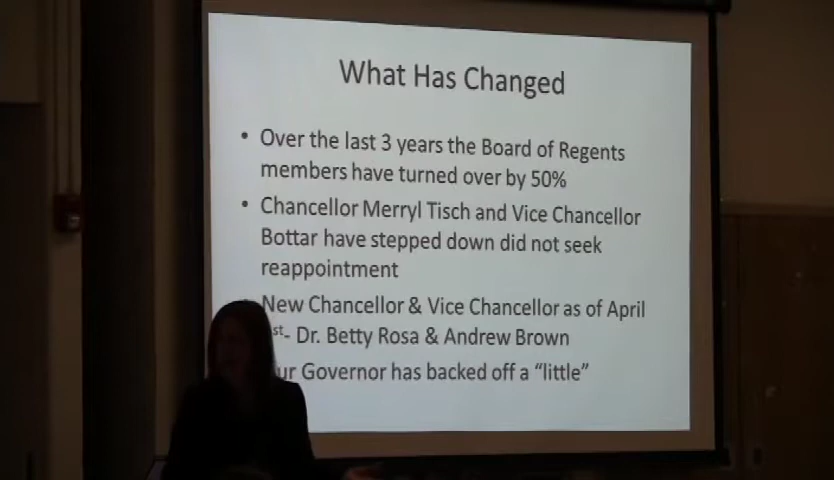 What Has Changed
• Over the last 3 years the Board of Regents
members have turned over by 50%
• Chancellor Merryl Tisch and Vice Chancellor
Bottar have stepped down did not seek
reappointment
New Chancellor & Vice Chancellor as of April
st- Dr. Betty Rosa & Andrew Brown
ur Governor has backed off a “little”